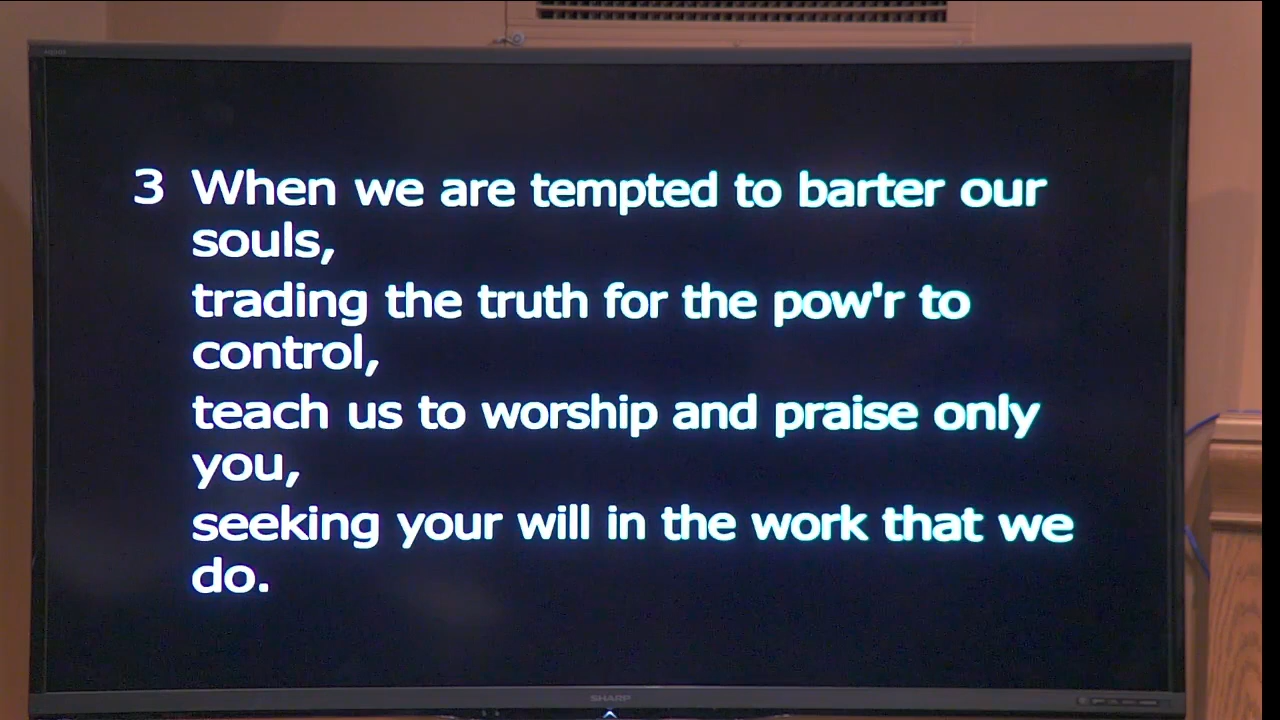 3 When we are tempted to barter our
souls,
trading the truth for the pow'r to
control,
teach us to worship and praise only
you,
seeking your will in the work that we
do.
SHARP